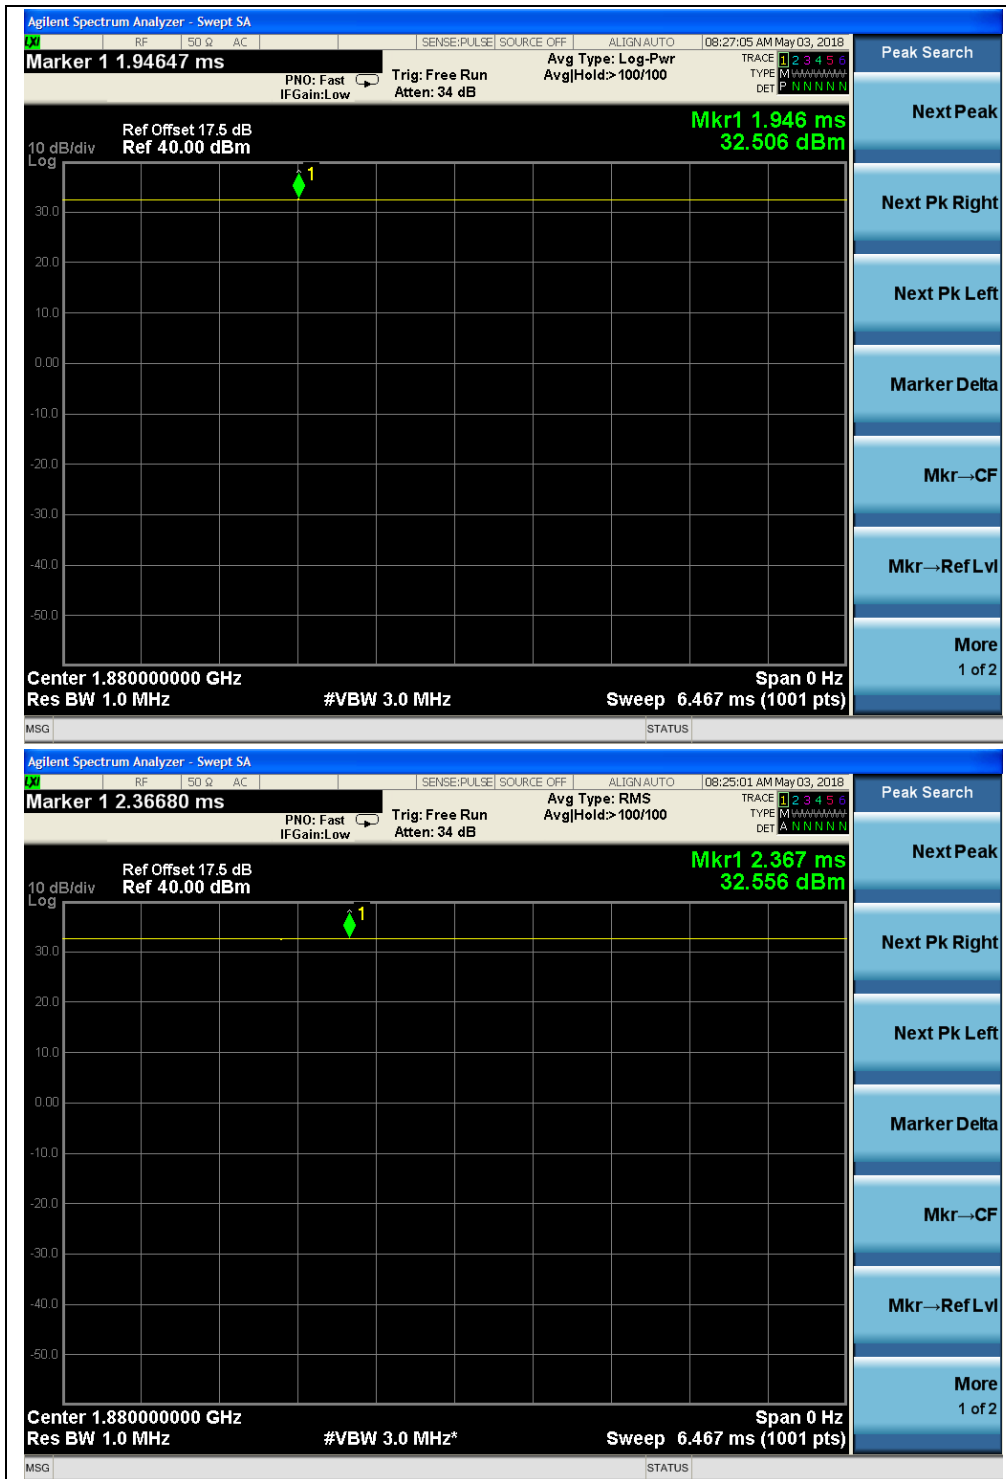 Agilent Spectrum Analyzer - Swept SA
LXI RF 50 Ω AC SENSE:PULSE SOURCE OFF ALIGN AUTO 08:27:05 AM May 03, 2018
Marker 1 1.94647 ms
PNO: Fast
IFGain:Low
Trig: Free Run
Atten: 34 dB
Avg Type: Log-Pwr
Avg|Hold:>100/100
TRACE 1 2 3 4 5 6
TYPE M
DET P N N N N N
Ref Offset 17.5 dB
10 dB/div Ref 40.00 dBm
Log
Mkr1 1.946 ms
32.506 dBm
1
30.0
20.0
10.0
0.00
-10.0
-20.0
-30.0
-40.0
-50.0
Center 1.880000000 GHz Span 0 Hz
Res BW 1.0 MHz #VBW 3.0 MHz Sweep 6.467 ms (1001 pts)
MSG STATUS
Peak Search
Next Peak
Next Pk Right
Next Pk Left
Marker Delta
Mkr→CF
Mkr→Ref Lvl
More
1 of 2
Agilent Spectrum Analyzer - Swept SA
LXI RF 50 Ω AC SENSE:PULSE SOURCE OFF ALIGN AUTO 08:25:01 AM May 03, 2018
Marker 1 2.36680 ms
PNO: Fast
IFGain:Low
Trig: Free Run
Atten: 34 dB
Avg Type: RMS
Avg|Hold:>100/100
TRACE 1 2 3 4 5 6
TYPE M
DET A N N N N N
Ref Offset 17.5 dB
10 dB/div Ref 40.00 dBm
Log
Mkr1 2.367 ms
32.556 dBm
1
30.0
20.0
10.0
0.00
-10.0
-20.0
-30.0
-40.0
-50.0
Center 1.880000000 GHz Span 0 Hz
Res BW 1.0 MHz #VBW 3.0 MHz* Sweep 6.467 ms (1001 pts)
MSG STATUS
Peak Search
Next Peak
Next Pk Right
Next Pk Left
Marker Delta
Mkr→CF
Mkr→Ref Lvl
More
1 of 2